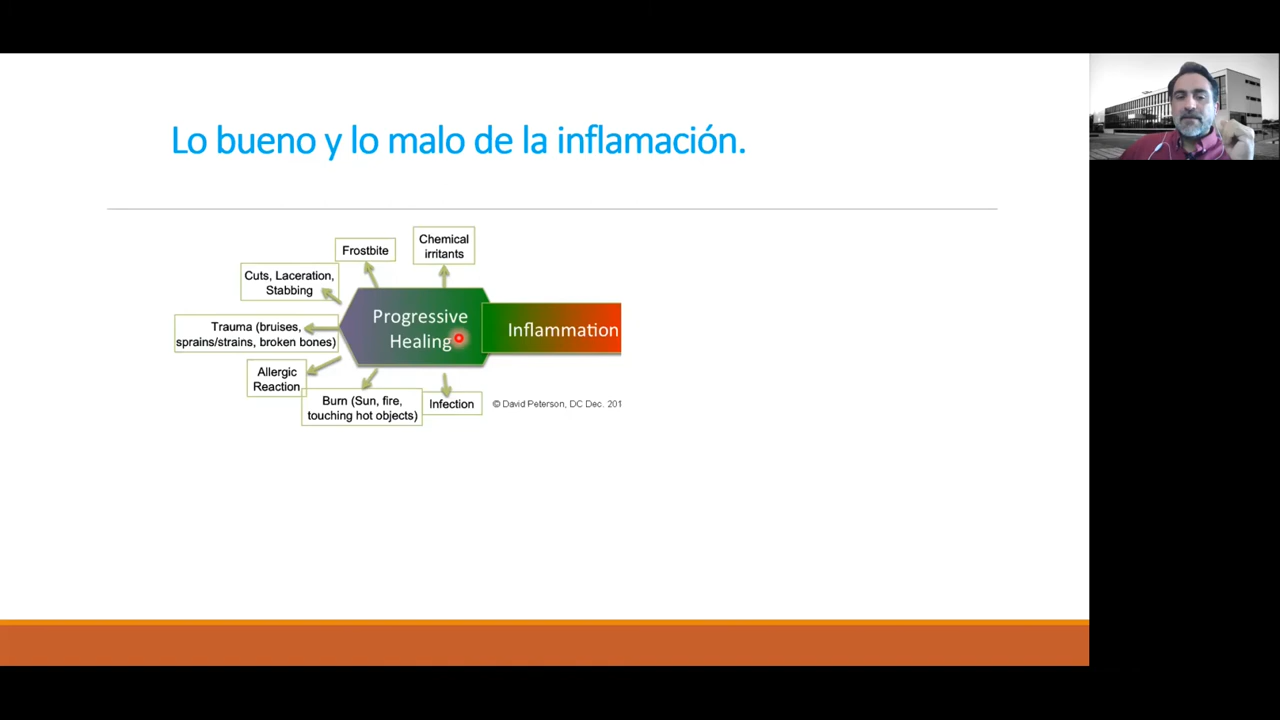 Lo bueno y lo malo de la inflamación.
Frostbite
Chemical
irritants
Cuts, Laceration,
Stabbing
Progressive
Healing
Inflammation
Trauma (bruises,
sprains/strains, broken bones)
Allergic
Reaction
Burn (Sun, fire,
touching hot objects)
Infection
© David Peterson, DC Dec. 201